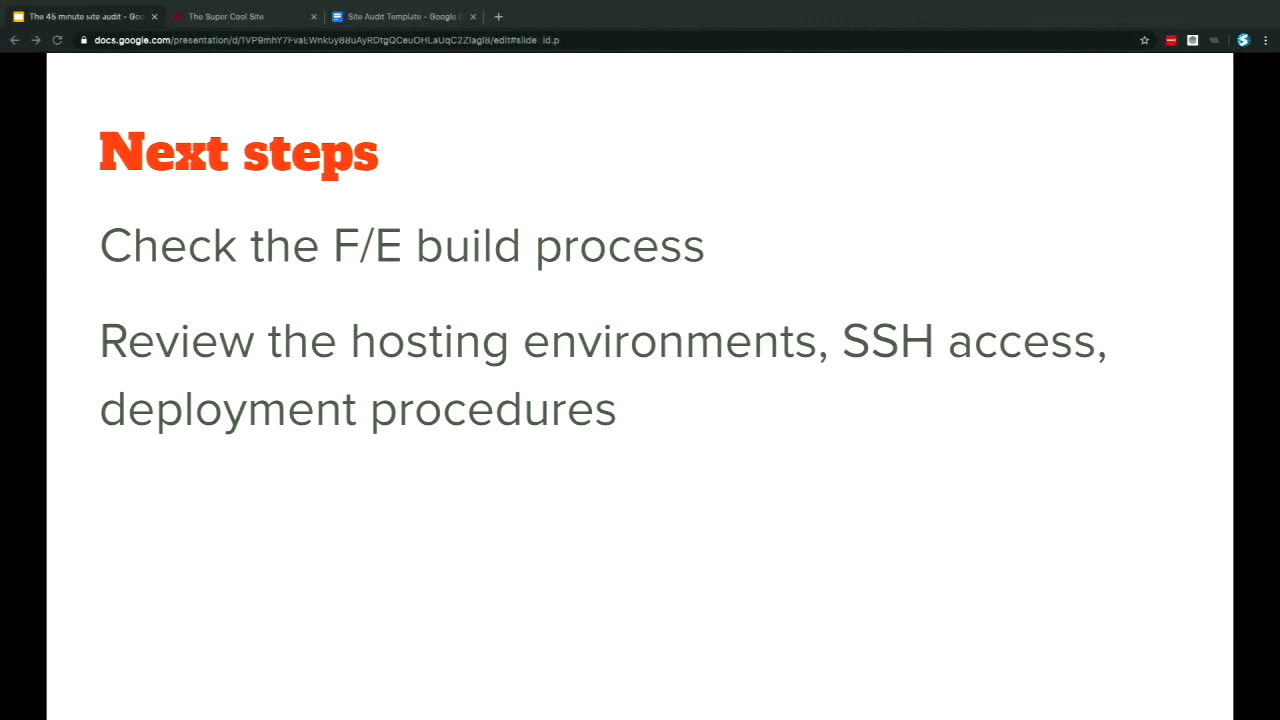 The 45 minute site audit - Goo
The Super Cool Site
Site Audit Template - Google
Next steps
Check the F/E build process
Review the hosting environments, SSH access,
deployment procedures